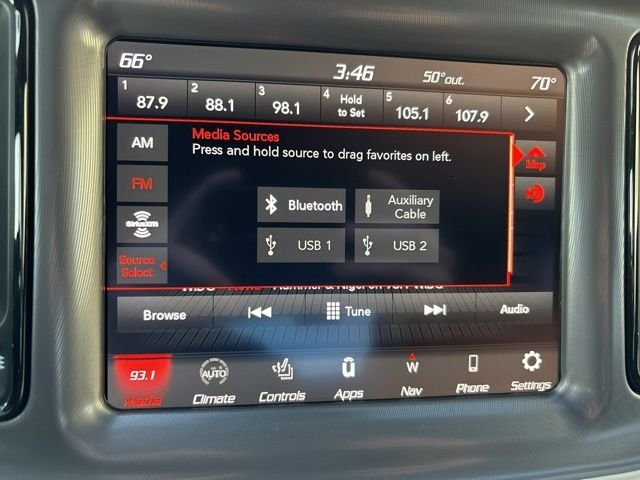 66° 3:46 50°out. 70°
1 87.9 2 88.1 3 98.1 4 Hold to Set 5 105.1 6 107.9
AM
FM
SiriusXM
Source
Select
Media Sources
Press and hold source to drag favorites on left.
Bluetooth
Auxiliary
Cable
USB 1 USB 2
Map
Browse Tune Audio
93.1 AUTO W
Media Climate Controls Apps Nav Phone Settings